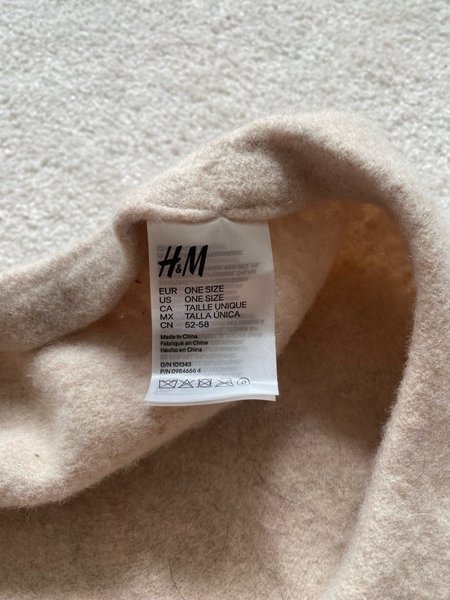 H&M
EUR ONE SIZE
US ONE SIZE
CA TAILLE UNIQUE
MX TALLA ÚNICA
CN 52-58
Made in China
Fabriqué en Chine
Hecho en China
O/N 101343
P/N 0984666 4